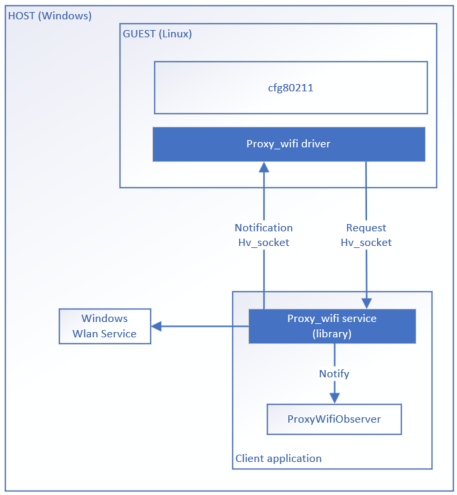 HOST (Windows)
GUEST (Linux)
cfg80211
Proxy_wifi driver
Notification
Hv_socket
Request
Hv_socket
Windows
Wlan Service
Proxy_wifi service
(library)
Notify
ProxyWifiObserver
Client application